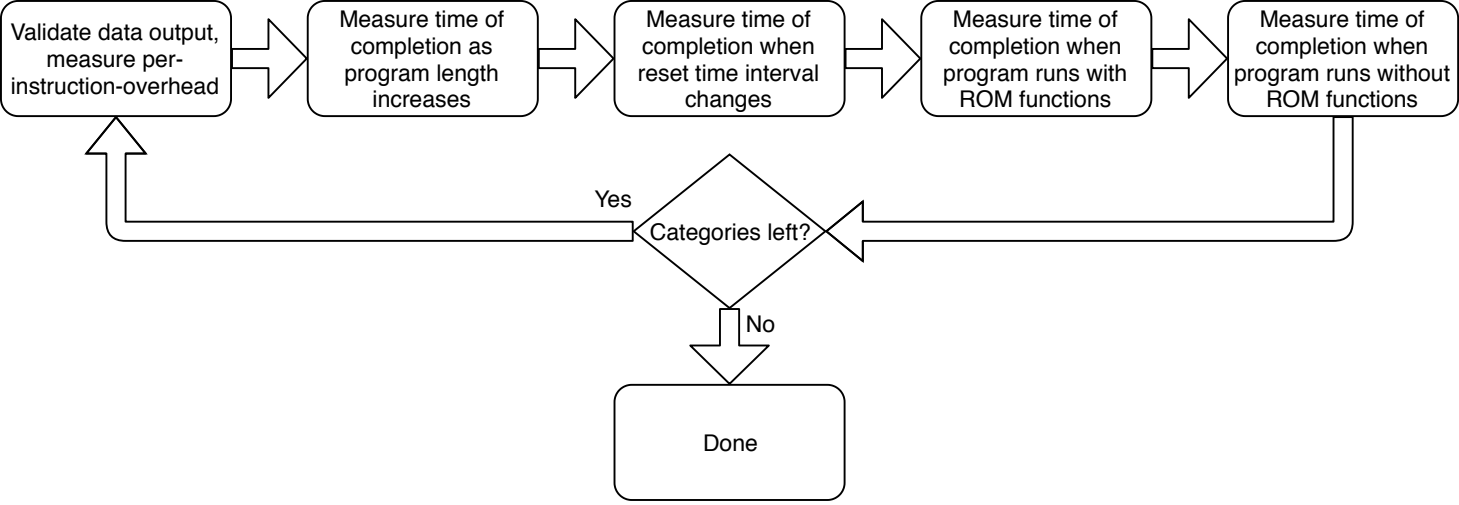 Validate data output,
measure per-
instruction-overhead
Measure time of
completion as
program length
increases
Measure time of
completion when
reset time interval
changes
Measure time of
completion when
program runs with
ROM functions
Measure time of
completion when
program runs without
ROM functions
Yes
Categories left?
No
Done